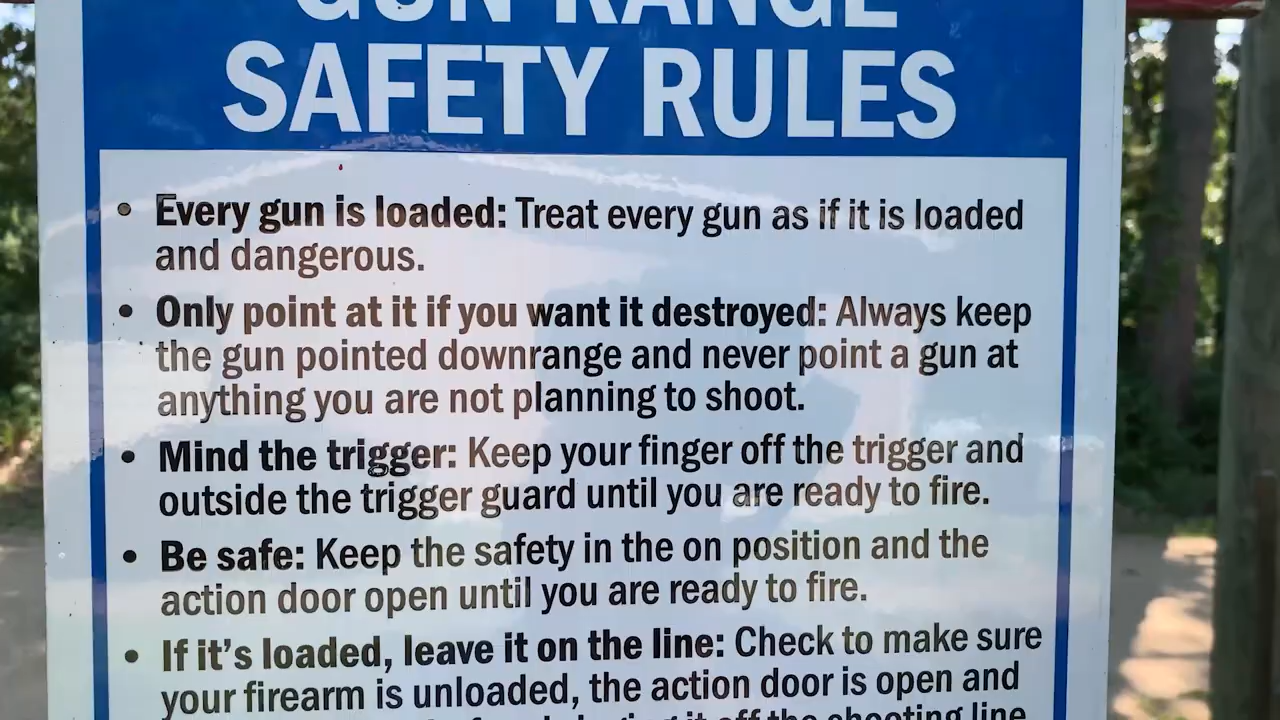 GUN RANGE
SAFETY RULES
• Every gun is loaded: Treat every gun as if it is loaded
and dangerous.
• Only point at it if you want it destroyed: Always keep
the gun pointed downrange and never point a gun at
anything you are not planning to shoot.
• Mind the trigger: Keep your finger off the trigger and
outside the trigger guard until you are ready to fire.
• Be safe: Keep the safety in the on position and the
action door open until you are ready to fire.
• If it’s loaded, leave it on the line: Check to make sure
your firearm is unloaded, the action door is open and
it off the shooting line